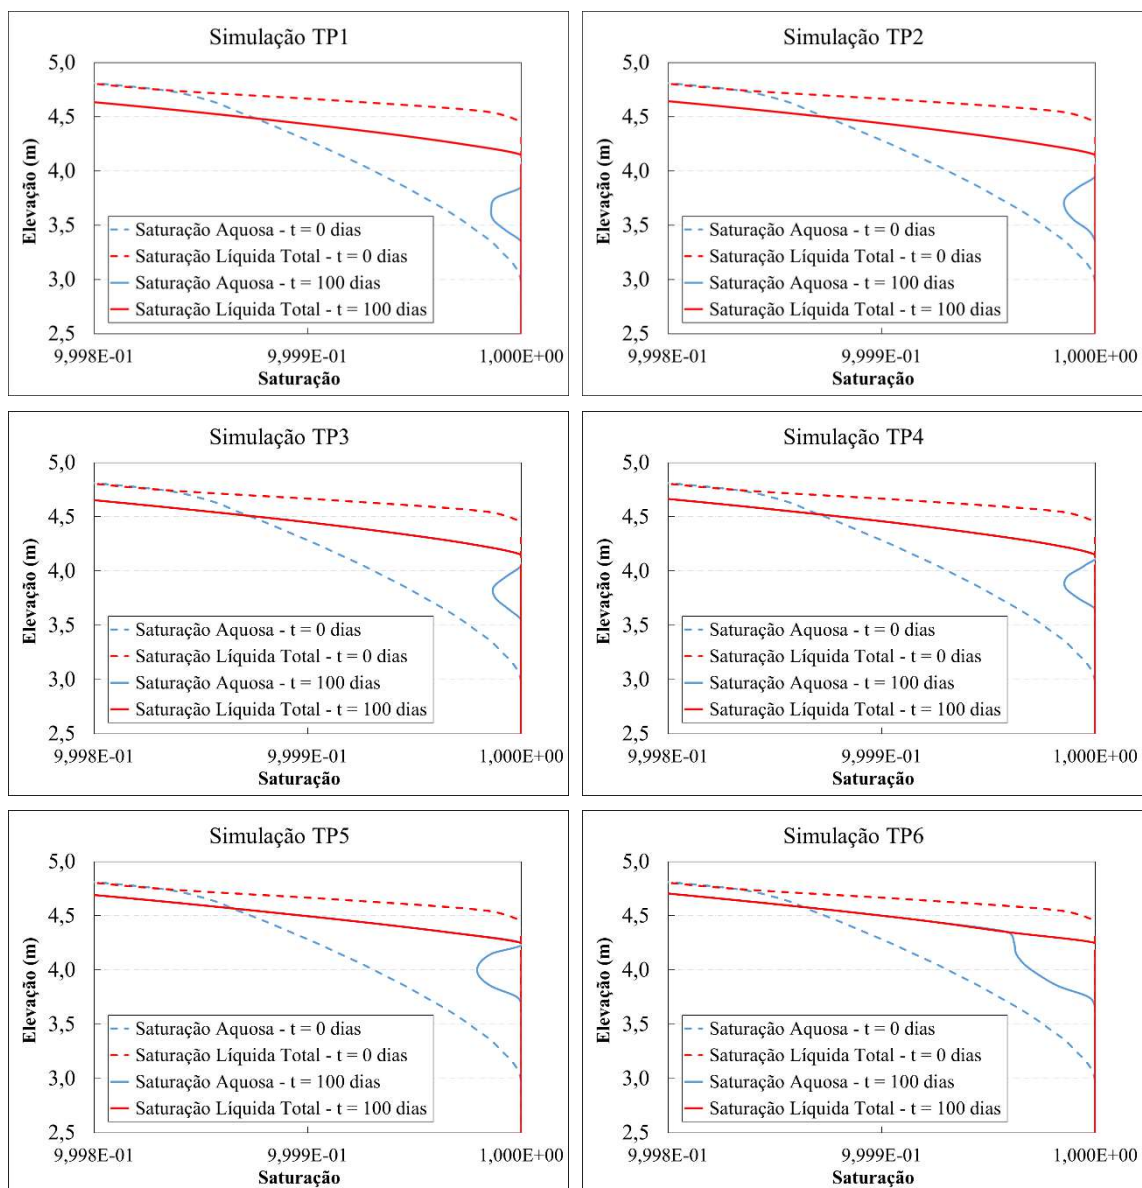 Simulação TP1
5,0
4,5
4,0
3,5
3,0
2,5
Elevação (m)
Saturação Aquosa - t = 0 dias
Saturação Líquida Total - t = 0 dias
Saturação Aquosa - t = 100 dias
Saturação Líquida Total - t = 100 dias
9,998E-01 9,999E-01 1,000E+00
Saturação
Simulação TP2
5,0
4,5
4,0
3,5
3,0
2,5
Elevação (m)
Saturação Aquosa - t = 0 dias
Saturação Líquida Total - t = 0 dias
Saturação Aquosa - t = 100 dias
Saturação Líquida Total - t = 100 dias
9,998E-01 9,999E-01 1,000E+00
Saturação
Simulação TP3
5,0
4,5
4,0
3,5
3,0
2,5
Elevação (m)
Saturação Aquosa - t = 0 dias
Saturação Líquida Total - t = 0 dias
Saturação Aquosa - t = 100 dias
Saturação Líquida Total - t = 100 dias
9,998E-01 9,999E-01 1,000E+00
Saturação
Simulação TP4
5,0
4,5
4,0
3,5
3,0
2,5
Elevação (m)
Saturação Aquosa - t = 0 dias
Saturação Líquida Total - t = 0 dias
Saturação Aquosa - t = 100 dias
Saturação Líquida Total - t = 100 dias
9,998E-01 9,999E-01 1,000E+00
Saturação
Simulação TP5
5,0
4,5
4,0
3,5
3,0
2,5
Elevação (m)
Saturação Aquosa - t = 0 dias
Saturação Líquida Total - t = 0 dias
Saturação Aquosa - t = 100 dias
Saturação Líquida Total - t = 100 dias
9,998E-01 9,999E-01 1,000E+00
Saturação
Simulação TP6
5,0
4,5
4,0
3,5
3,0
2,5
Elevação (m)
Saturação Aquosa - t = 0 dias
Saturação Líquida Total - t = 0 dias
Saturação Aquosa - t = 100 dias
Saturação Líquida Total - t = 100 dias
9,998E-01 9,999E-01 1,000E+00
Saturação